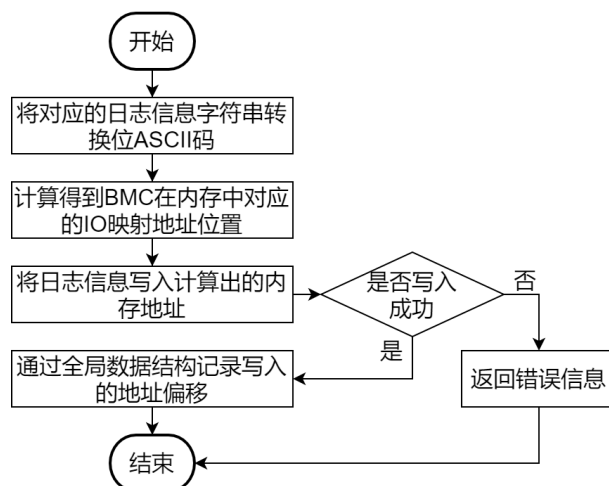 开始
将对应的日志信息字符串转
换位ASCII码
计算得到BMC在内存中对应
的IO映射地址位置
将日志信息写入计算出的内
存地址
是否写入
成功
否
是
通过全局数据结构记录写入
的地址偏移
返回错误信息
结束